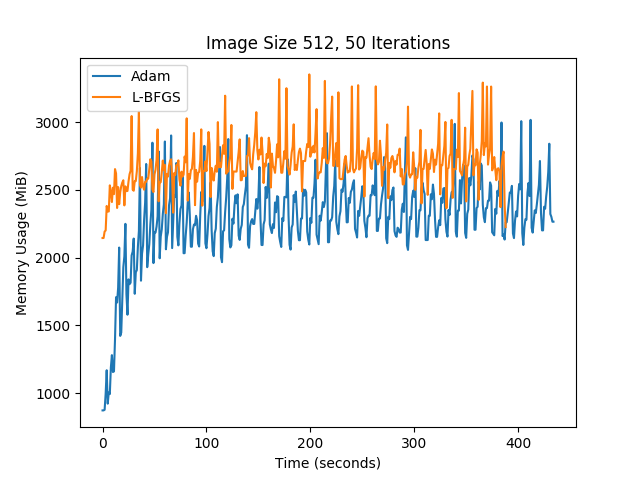 Image Size 512, 50 Iterations
Adam
L-BFGS
Memory Usage (MiB)
3000
2500
2000
1500
1000
0
100
200
300
400
Time (seconds)